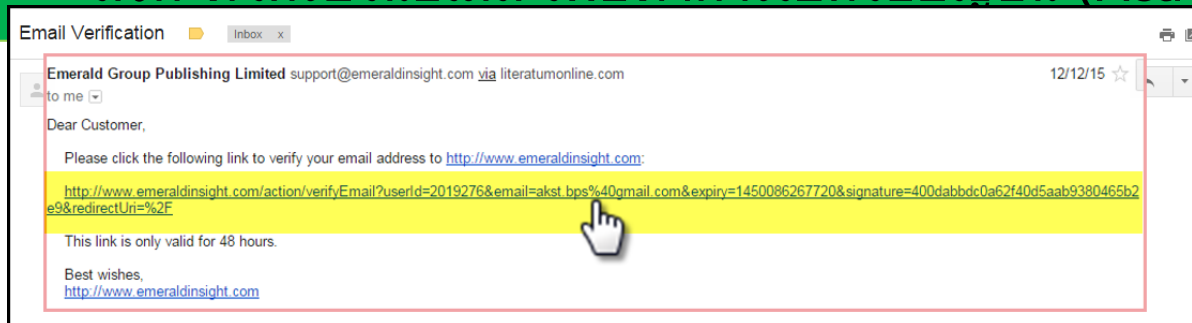 Email Verification Inbox x
Emerald Group Publishing Limited support@emeraldinsight.com via literatumonline.com 12/12/15
to me
Dear Customer,
Please click the following link to verify your email address to http://www.emeraldinsight.com:
http://www.emeraldinsight.com/action/verifyEmail?userId=2019276&email=akst.bps%40gmail.com&expiry=1450086267720&signature=400dabbdc0a62f40d5aab9380465b2
e9&redirectUri=%2F
This link is only valid for 48 hours.
Best wishes,
http://www.emeraldinsight.com